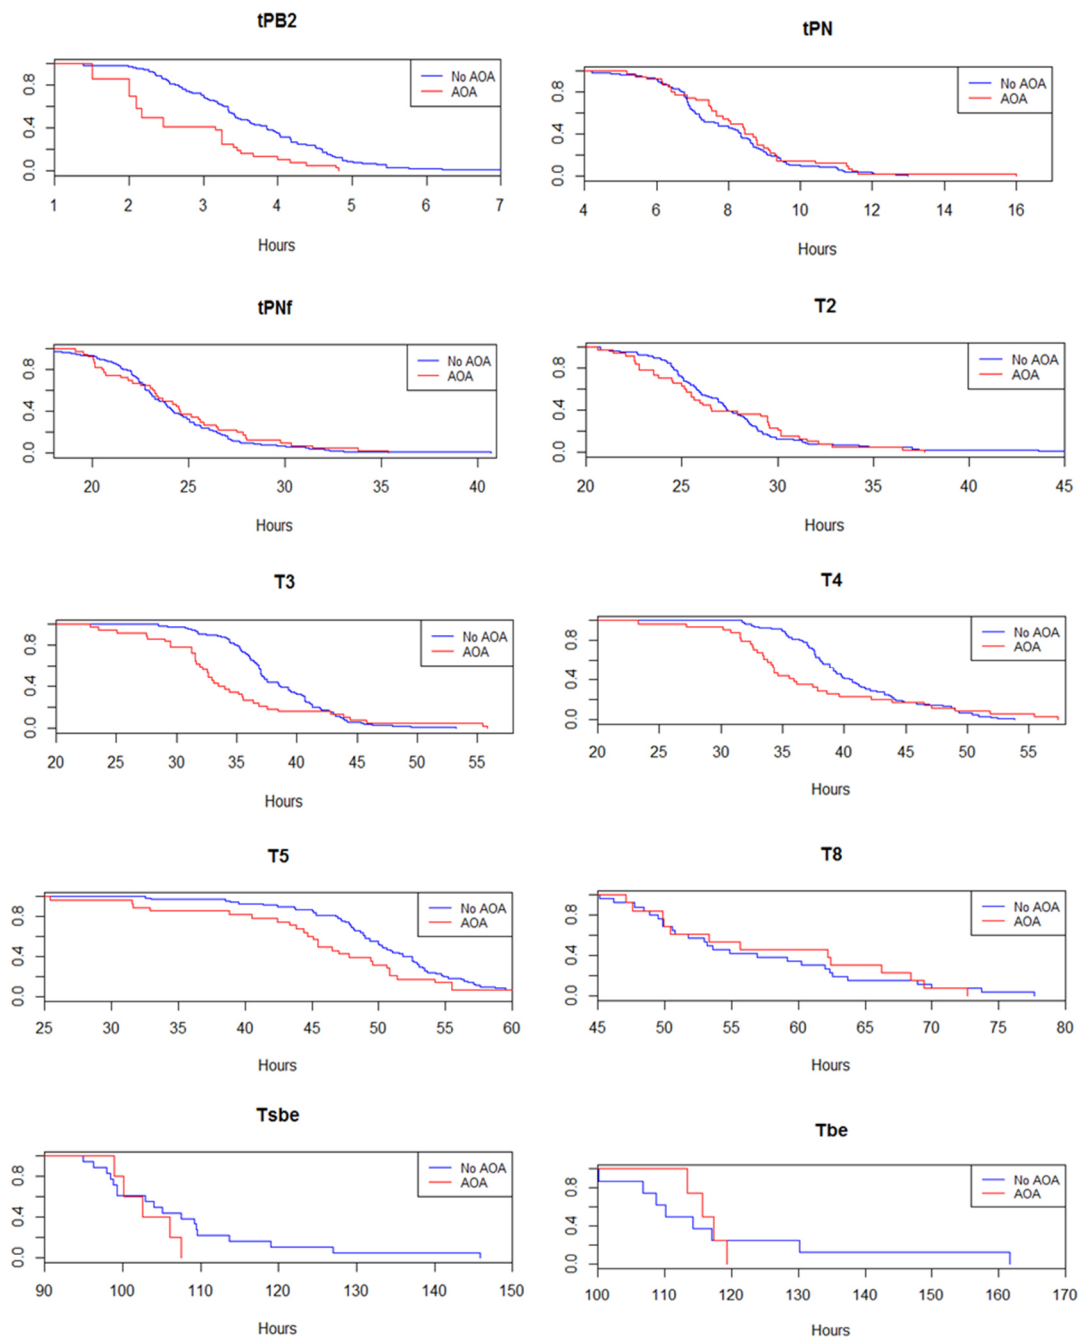 tPB2
No AOA
AOA
0.0 0.4 0.8
1 2 3 4 5 6 7
Hours
tPN
No AOA
AOA
0.0 0.4 0.8
4 6 8 10 12 14 16
Hours
tPNf
No AOA
AOA
0.0 0.4 0.8
20 25 30 35 40
Hours
T2
No AOA
AOA
0.0 0.4 0.8
20 25 30 35 40 45
Hours
T3
No AOA
AOA
0.0 0.4 0.8
20 25 30 35 40 45 50 55
Hours
T4
No AOA
AOA
0.0 0.4 0.8
20 25 30 35 40 45 50 55
Hours
T5
No AOA
AOA
0.0 0.4 0.8
25 30 35 40 45 50 55 60
Hours
T8
No AOA
AOA
0.0 0.4 0.8
45 50 55 60 65 70 75 80
Hours
Tsbe
No AOA
AOA
0.0 0.4 0.8
90 100 110 120 130 140 150
Hours
Tbe
No AOA
AOA
0.0 0.4 0.8
100 110 120 130 140 150 160 170
Hours